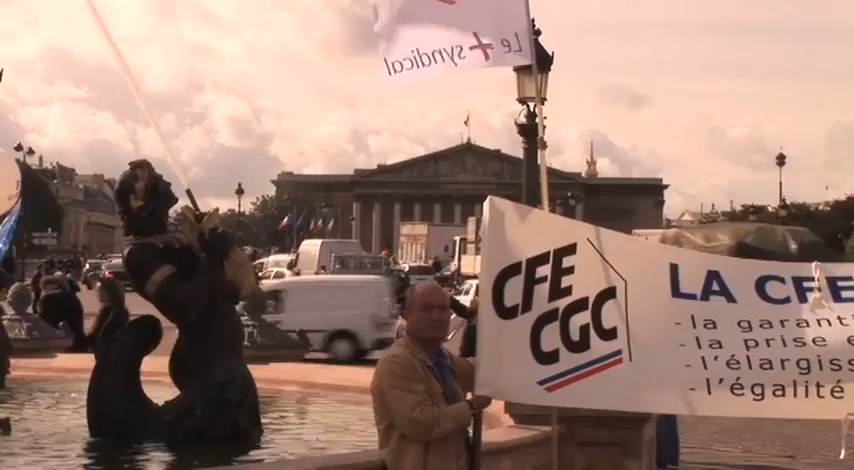 Le + syndical
CFE
CGC
LA CFE
- la garant
- la prise
- l'élargiss
- l'égalité